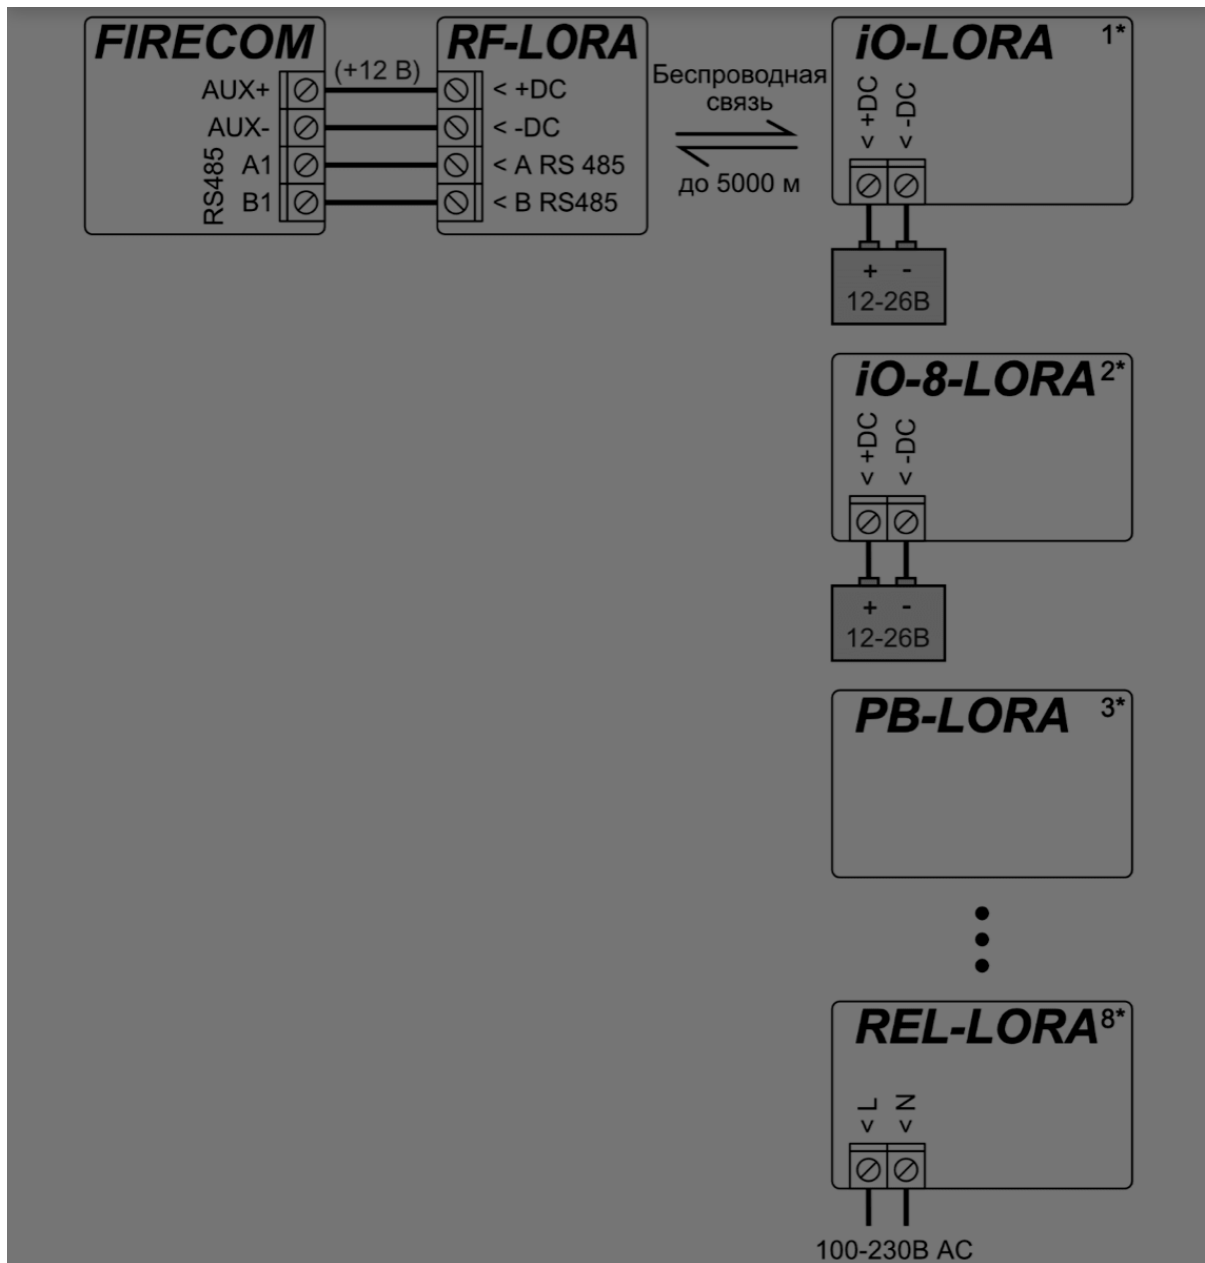 FIRECOM
AUX+
AUX-
RS485
A1
B1
(+12 В)
RF-LORA
< +DC
< -DC
< A RS 485
< B RS485
Беспроводная
связь
до 5000 м
iO-LORA 1*
< +DC
< -DC
+ -
12-26В
iO-8-LORA 2*
< +DC
< -DC
+ -
12-26В
PB-LORA 3*
REL-LORA 8*
< L
< N
100-230В AC